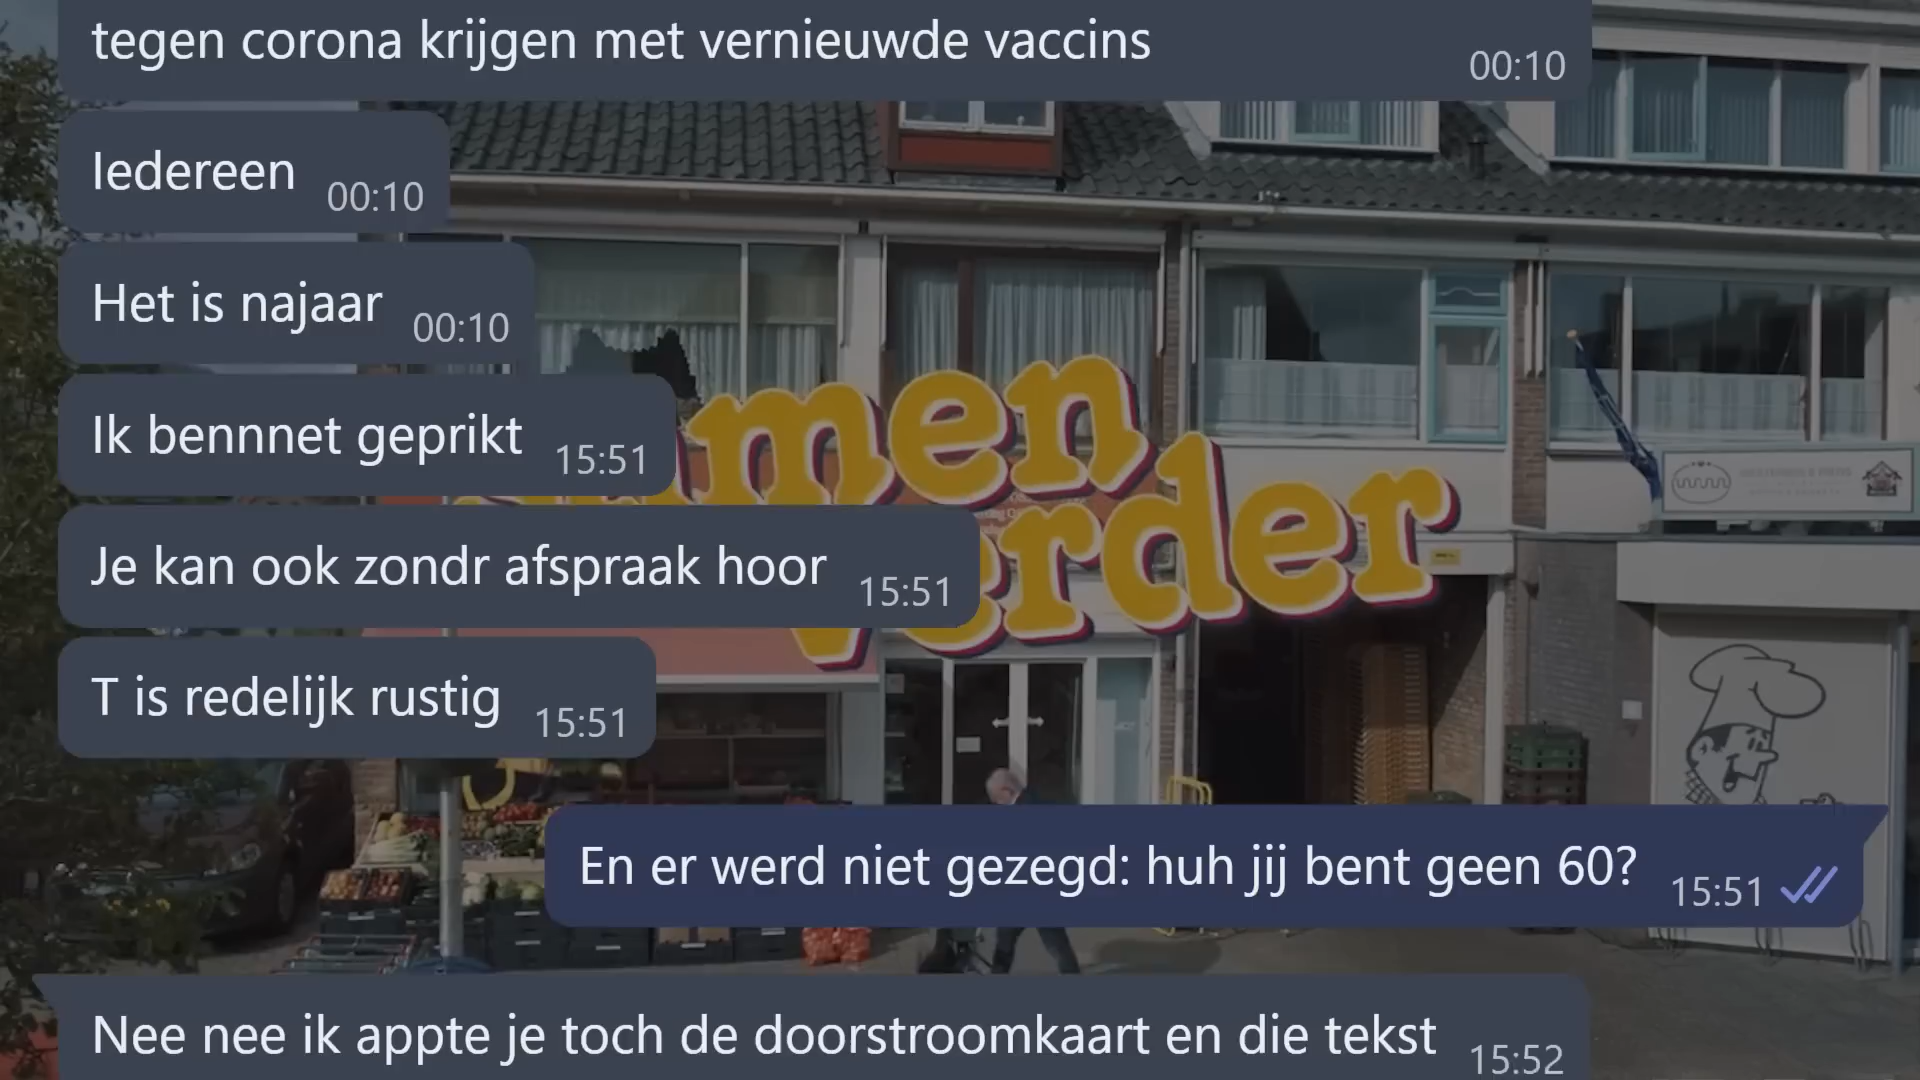 tegen corona krijgen met vernieuwde vaccins
00:10
Iedereen 00:10
Het is najaar 00:10
Ik bennnet geprikt 15:51
Je kan ook zondr afspraak hoor 15:51
T is redelijk rustig 15:51
En er werd niet gezegd: huh jij bent geen 60? 15:51
Nee nee ik appte je toch de doorstroomkaart en die tekst 15:52
men
erder